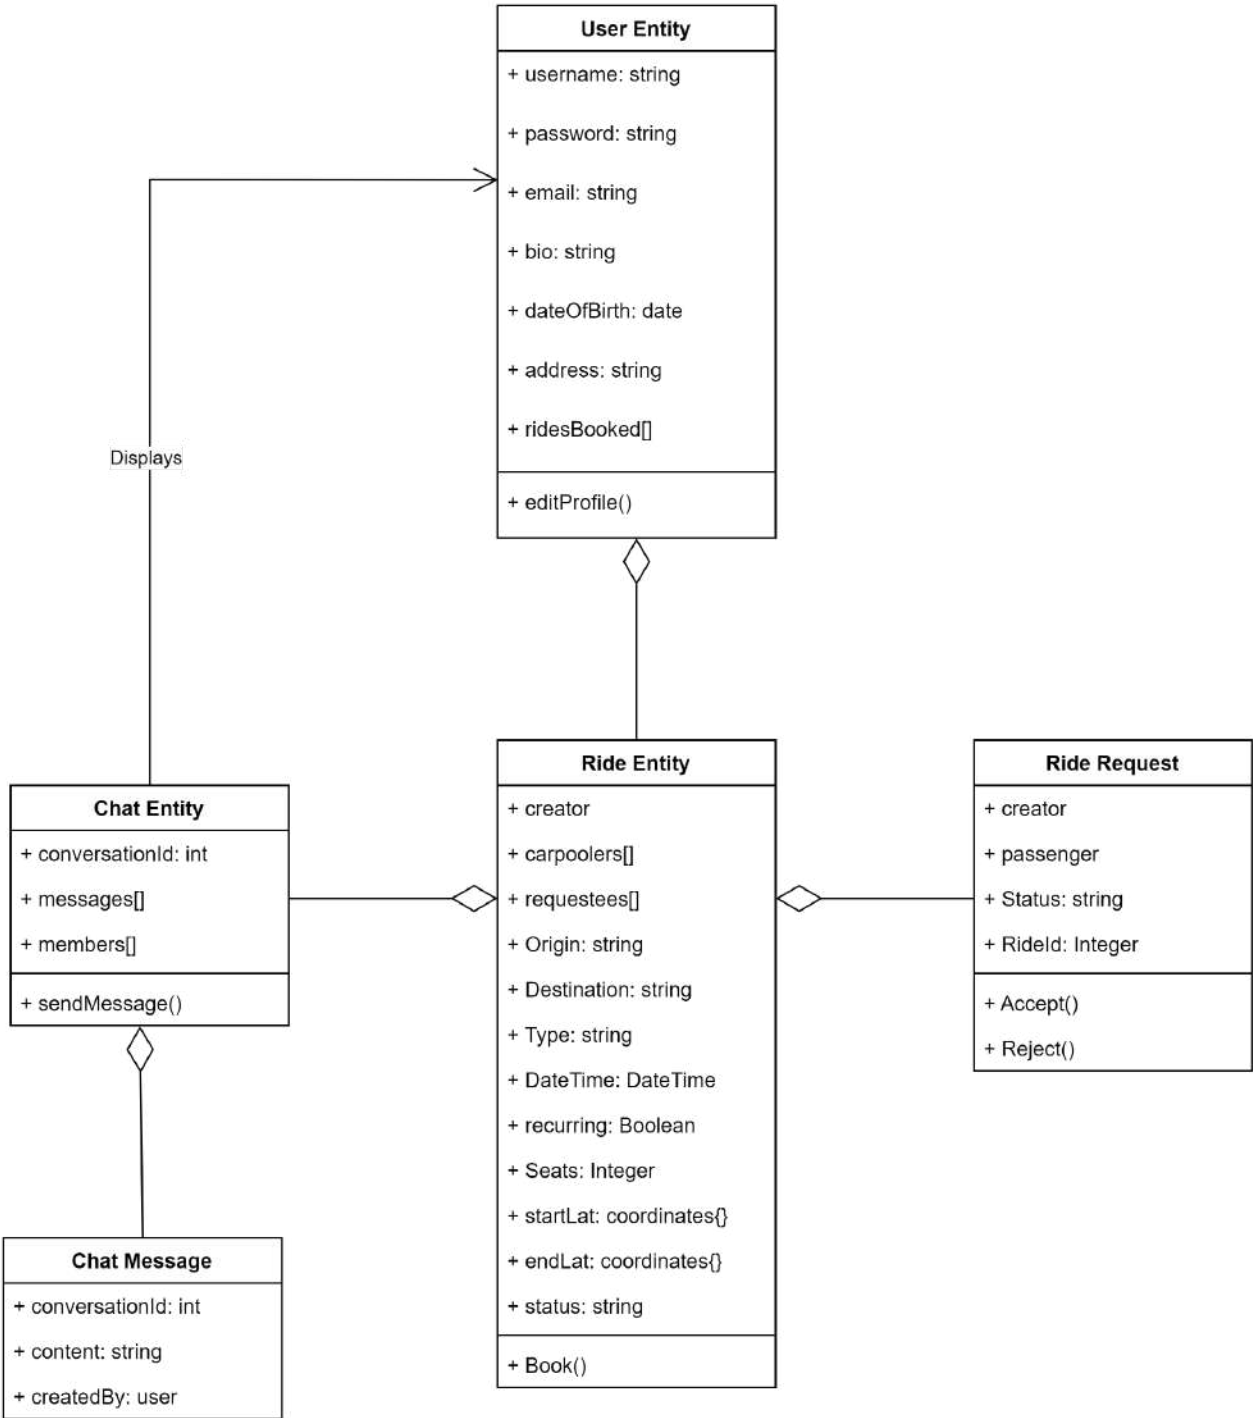 User Entity
+ username: string
+ password: string
+ email: string
+ bio: string
+ dateOfBirth: date
+ address: string
+ ridesBooked[]
+ editProfile()
Displays
Chat Entity
+ conversationId: int
+ messages[]
+ members[]
+ sendMessage()
Ride Entity
+ creator
+ carpoolers[]
+ requestees[]
+ Origin: string
+ Destination: string
+ Type: string
+ DateTime: DateTime
+ recurring: Boolean
+ Seats: Integer
+ startLat: coordinates{}
+ endLat: coordinates{}
+ status: string
+ Book()
Ride Request
+ creator
+ passenger
+ Status: string
+ RideId: Integer
+ Accept()
+ Reject()
Chat Message
+ conversationId: int
+ content: string
+ createdBy: user